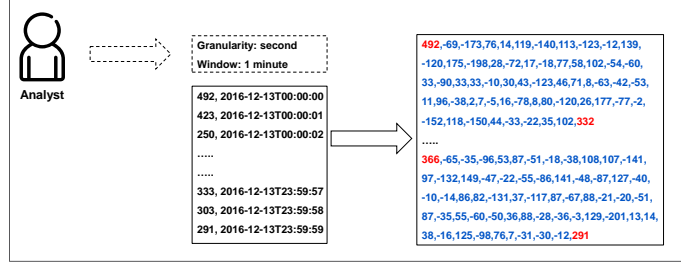 Analyst
Granularity: second
Window: 1 minute
492, 2016-12-13T00:00:00
423, 2016-12-13T00:00:01
250, 2016-12-13T00:00:02
.....
.....
333, 2016-12-13T23:59:57
303, 2016-12-13T23:59:58
291, 2016-12-13T23:59:59
492,-69,-173,76,14,119,-140,113,-123,-12,139,
-120,175,-198,28,-72,17,-18,77,58,102,-54,-60,
33,-90,33,33,-10,30,43,-123,46,71,8,-63,-42,-53,
11,96,-38,2,7,-5,16,-78,8,80,-120,26,177,-77,-2,
-152,118,-150,44,-33,-22,35,102,332
.....
366,-65,-35,-96,53,87,-51,-18,-38,108,107,-141,
97,-132,149,-47,-22,-55,-86,141,-48,-87,127,-40,
-10,-14,86,82,-131,37,-117,87,-67,88,-21,-20,-51,
87,-35,55,-60,-50,36,88,-28,-36,-3,129,-201,13,14,
38,-16,125,-98,76,7,-31,-30,-12,291